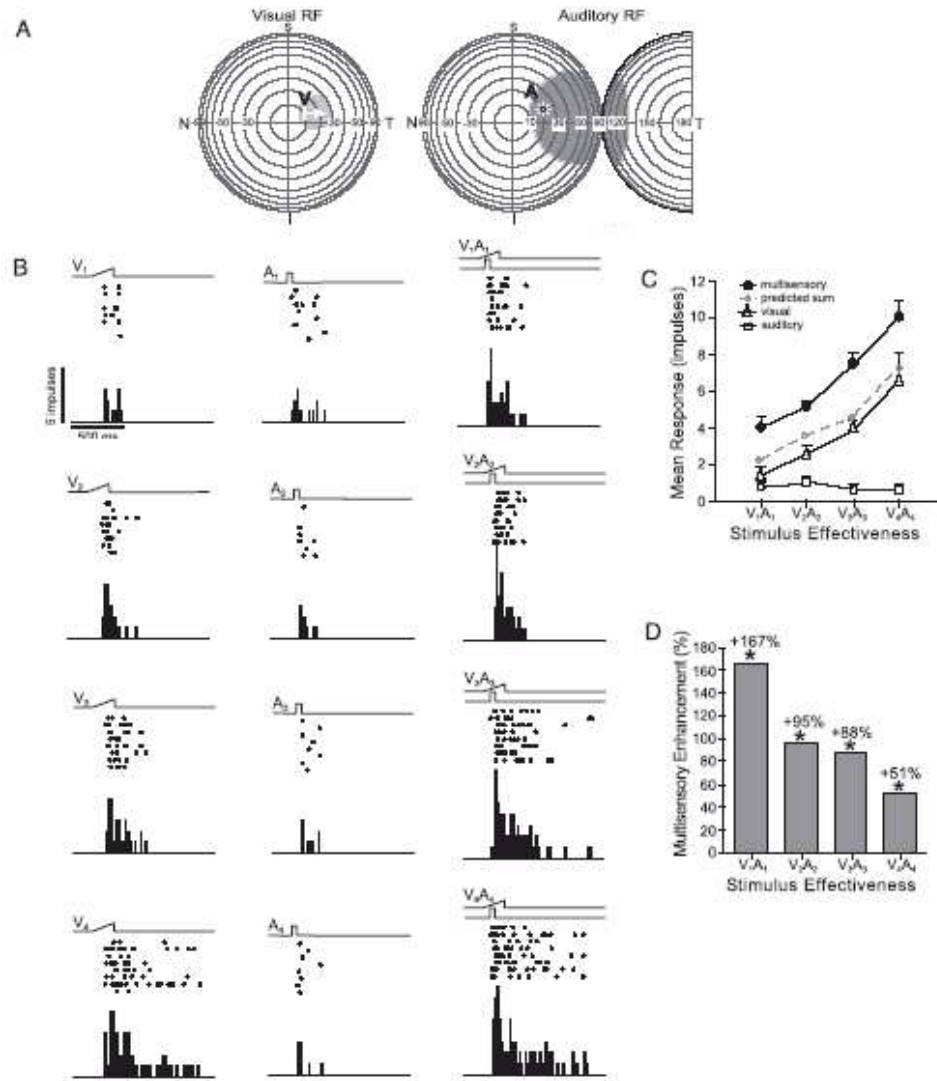 A
Visual RF
Auditory RF
S
S
V
A
N
T
N
T
I
I
B
V₁
A₁
V₁A₁
5 impulses
500 ms
V₂
A₂
V₂A₂
V₃
A₃
V₃A₃
V₄
A₄
V₄A₄
C
multisensory
predicted sum
visual
auditory
Mean Response (impulses)
12
10
8
6
4
2
0
V₁A₁ V₂A₂ V₃A₃ V₄A₄
Stimulus Effectiveness
D
Multisensory Enhancement (%)
180
160
140
120
100
80
60
40
20
0
+167%
*
+95%
*
+88%
*
+51%
*
V₁A₁ V₂A₂ V₃A₃ V₄A₄
Stimulus Effectiveness